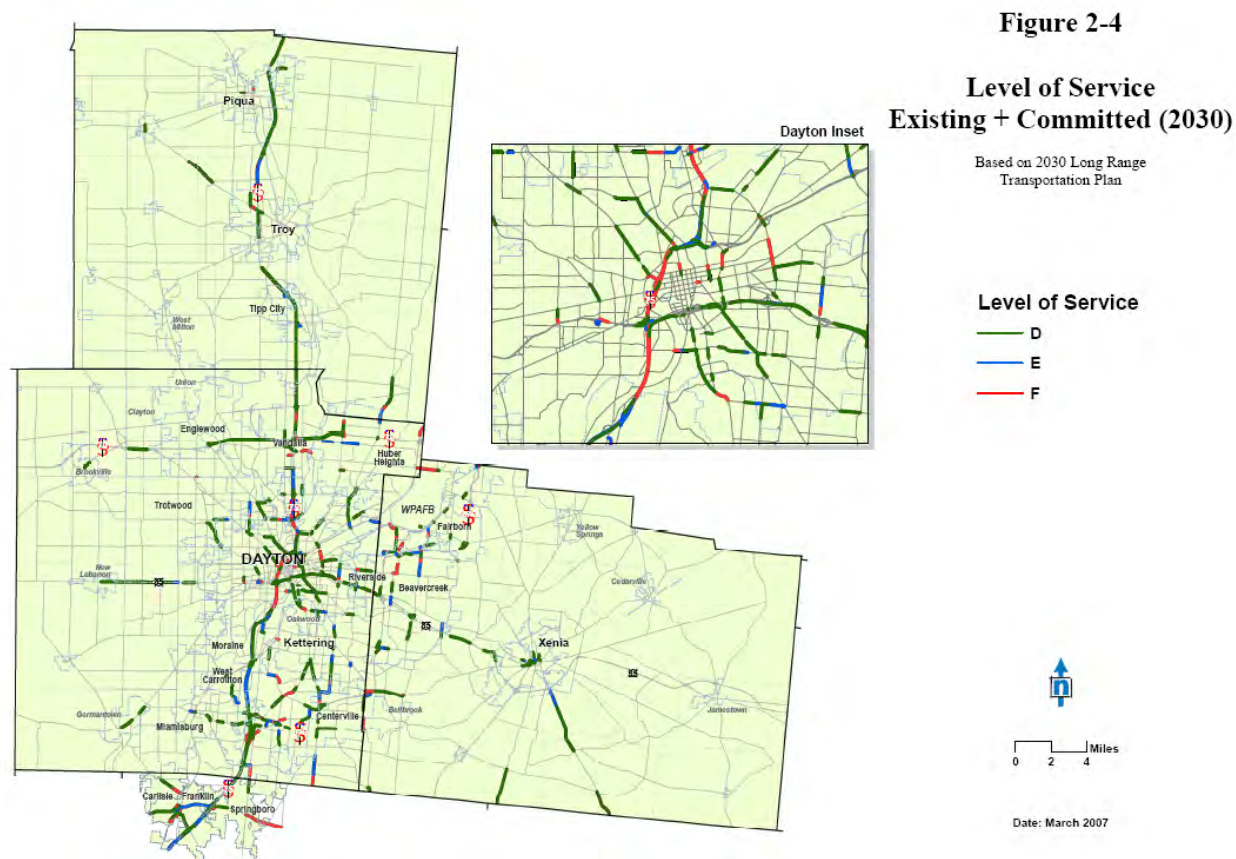 Figure 2-4
Level of Service
Existing + Committed (2030)
Based on 2030 Long Range
Transportation Plan
Dayton Inset
Level of Service
D
E
F
Piqua
Troy
Tipp City
West
Milton
Union
Clayton
Englewood
Vandalia
Huber
Heights
Brookville
Trotwood
WPAFB
Fairborn
Yellow
Springs
DAYTON
New
Lebanon
35
Riverside
Beavercreek
Cedarville
Oakwood
35
Moraine
Kettering
Xenia
35
West
Carrollton
Germantown
Miamisburg
Centerville
Bellbrook
Jamestown
Carlisle
Franklin
Springboro
n
0 2 4 Miles
Date: March 2007